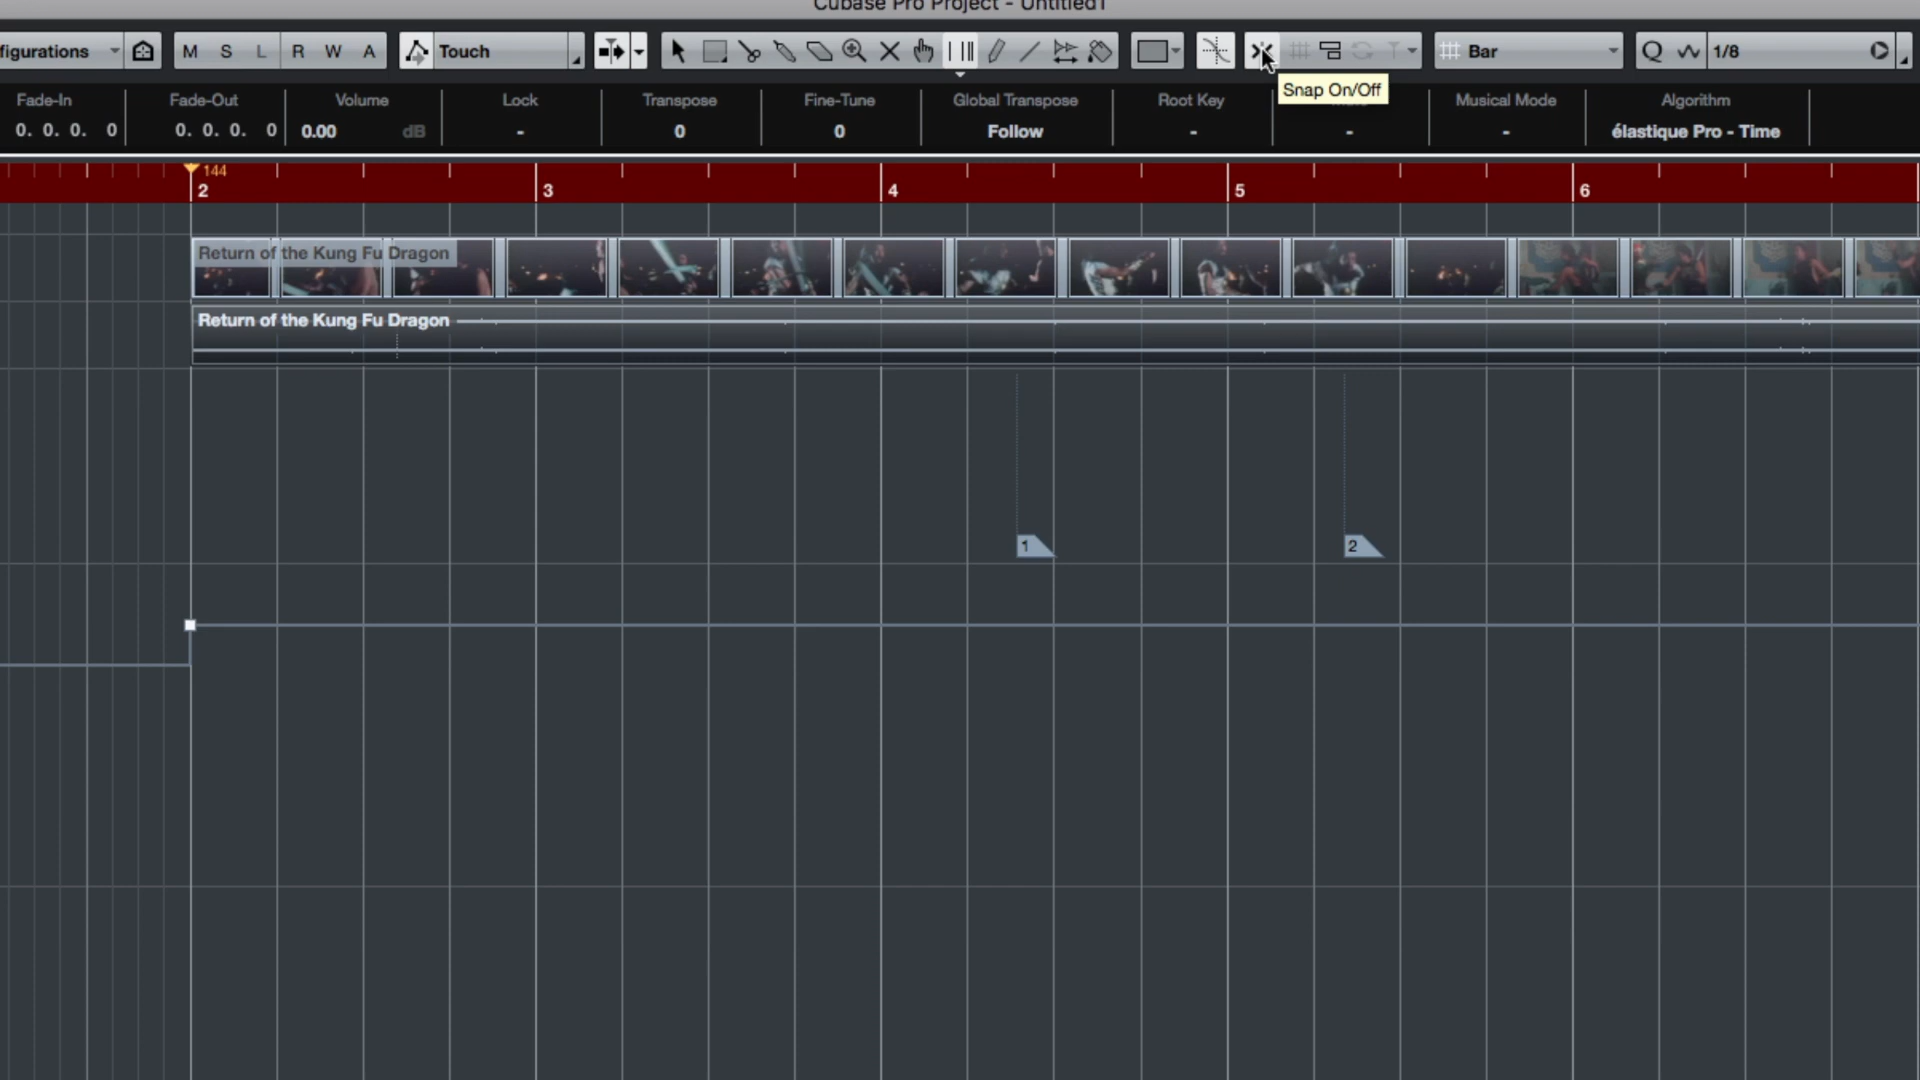 Cubase Pro Project - Untitled1
figurations M S L R W A Touch Bar Q 1/8
Snap On/Off
Fade-In Fade-Out Volume Lock Transpose Fine-Tune Global Transpose Root Key Musical Mode Algorithm
0. 0. 0. 0 0. 0. 0. 0 0.00 dB - 0 0 Follow - - - élastique Pro - Time
144
2 3 4 5 6
Return of the Kung Fu Dragon
Return of the Kung Fu Dragon
1 2